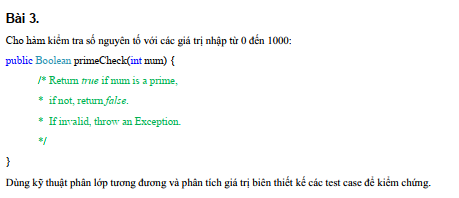 Bài 3.
Cho hàm kiểm tra số nguyên tố với các giá trị nhập từ 0 đến 1000:
public Boolean primeCheck(int num) {
/* Return true if num is a prime,
* if not, return false.
* If invalid, throw an Exception.
*/
}
Dùng kỹ thuật phân lớp tương đương và phân tích giá trị biên thiết kế các test case để kiểm chứng.